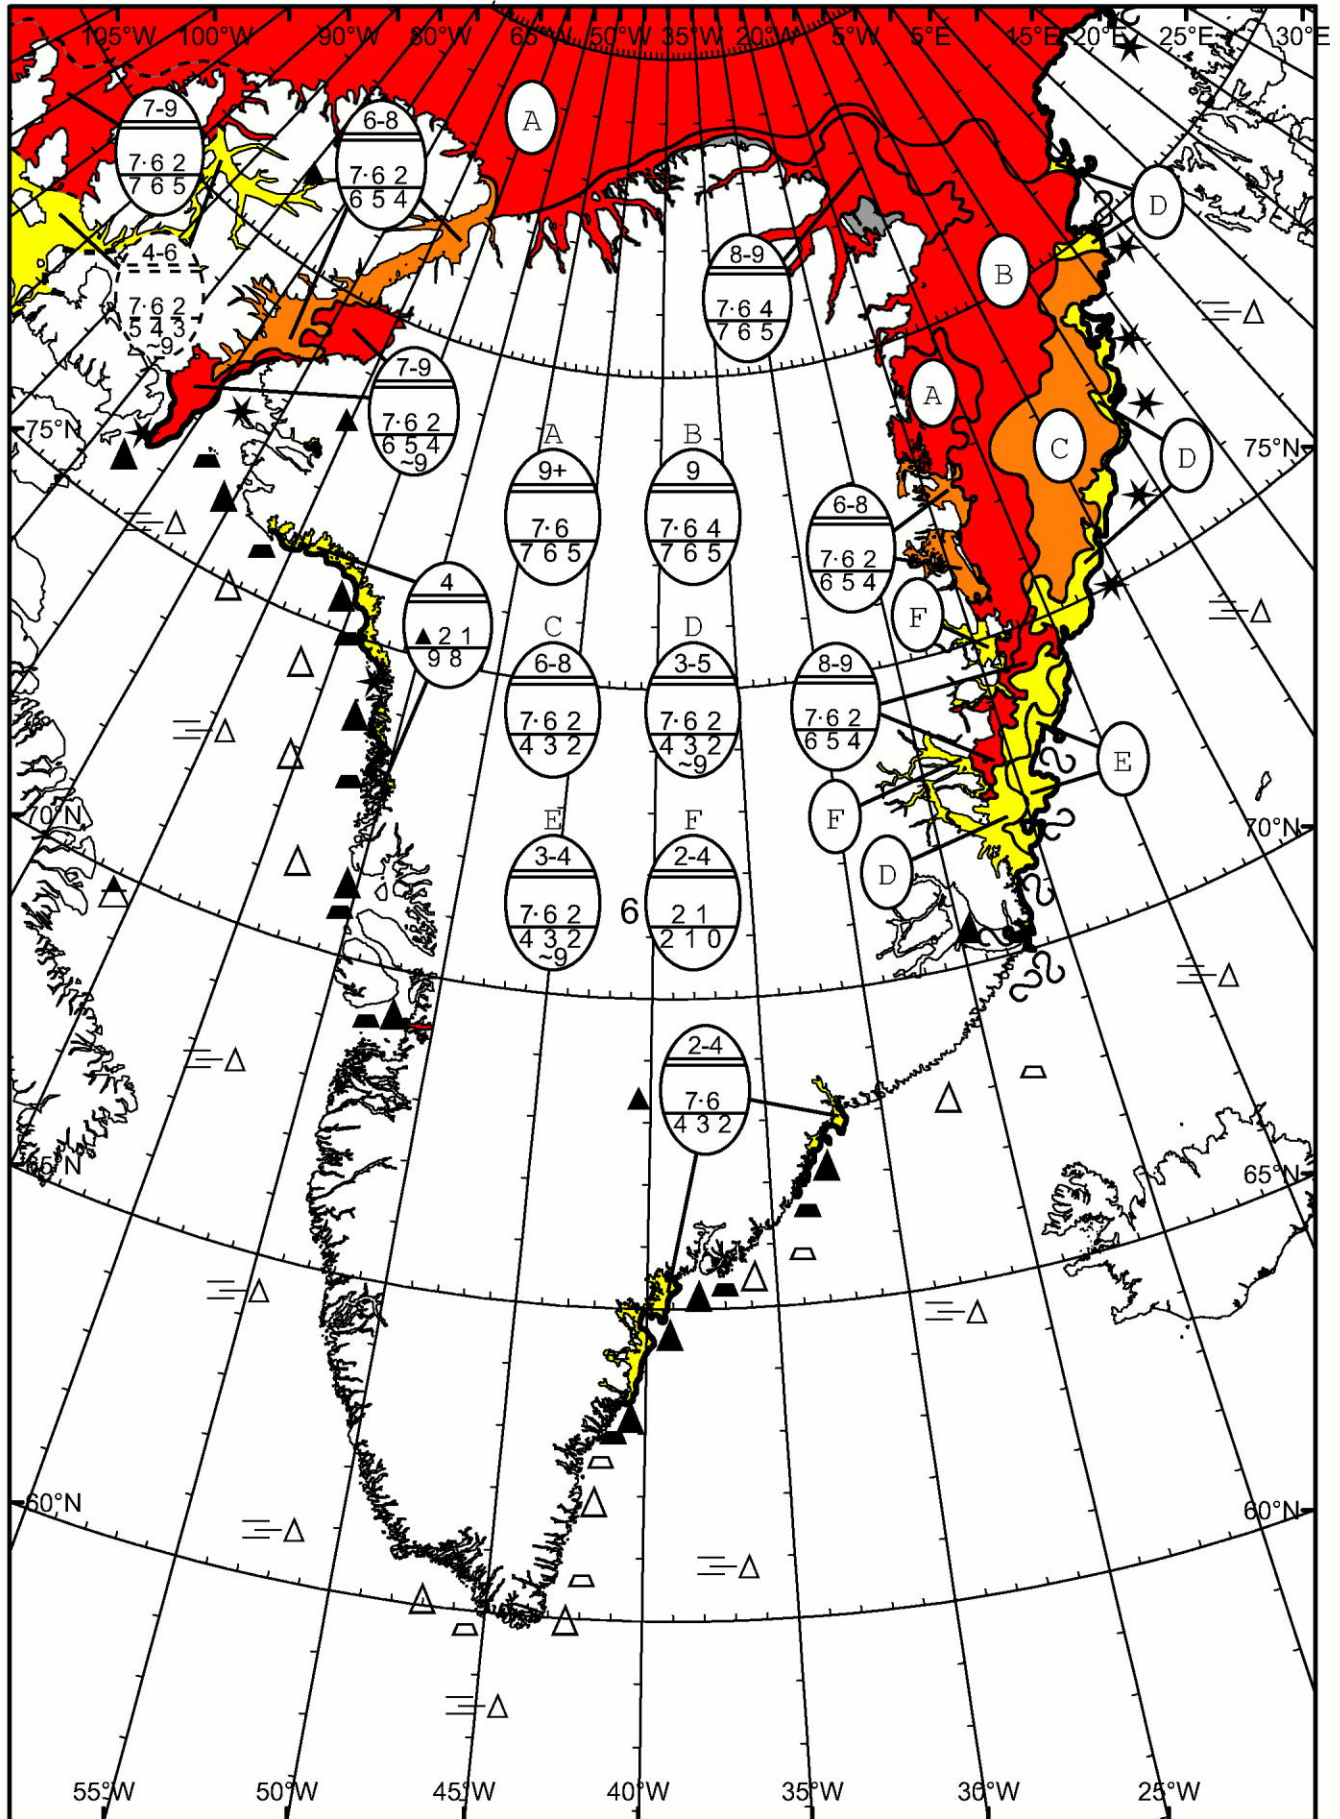 105°W 100°W 90°W 80°W 65°W 50°W 35°W 20°W 5°W 5°E 15°E 20°E 25°E 30°E
7-9
7·6 2
7 6 5
6-8
7·6 2
6 5 4
A
D
4-6
7·6 2
5 4 3
~9
8-9
7·6 4
7 6 5
B
7-9
7·6 2
6 5 4
~9
A
C
D
75°N
75°N
A
9+
7·6
7 6 5
B
9
7·6 4
7 6 5
6-8
7·6 2
6 5 4
F
4
▲ 2 1
9 8
C
6-8
7·6 2
4 3 2
D
3-5
7·6 2
4 3 2
~9
8-9
7·6 2
6 5 4
E
F
D
70°N
70°N
E
3-4
7·6 2
4 3 2
~9
6
F
2-4
2 1
2 1 0
2-4
7·6
4 3 2
65°N
65°N
60°N
60°N
55°W 50°W 45°W 40°W 35°W 30°W 25°W